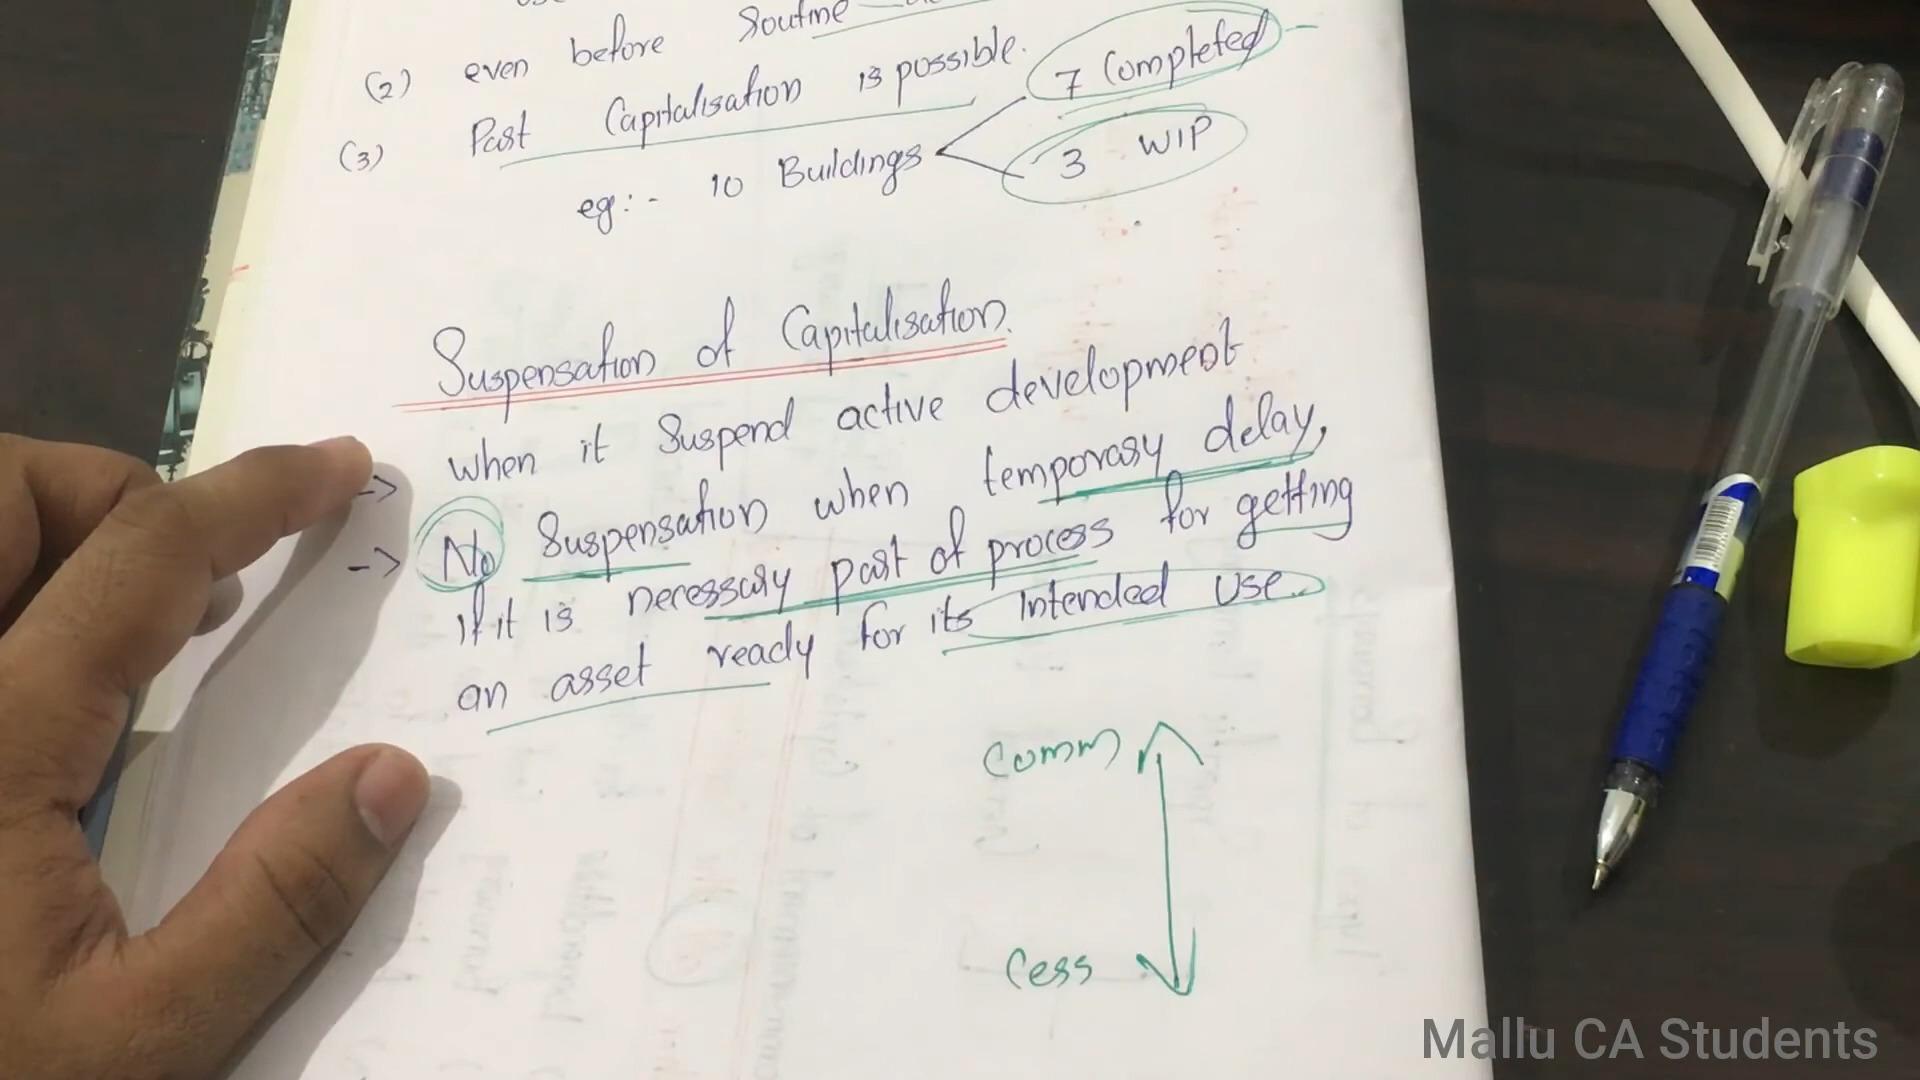 (2) even before Routine
(3) Past Capitalisation is possible.
eg:- 10 Buildings
7 Completed
3 WIP
Suspensation of Capitalisation.
-> when it Suspend active development
-> No Suspensation when temporary delay,
If it is necessary part of process for getting
an asset ready for its Intended Use.
Comm
Cess
Mallu CA Students